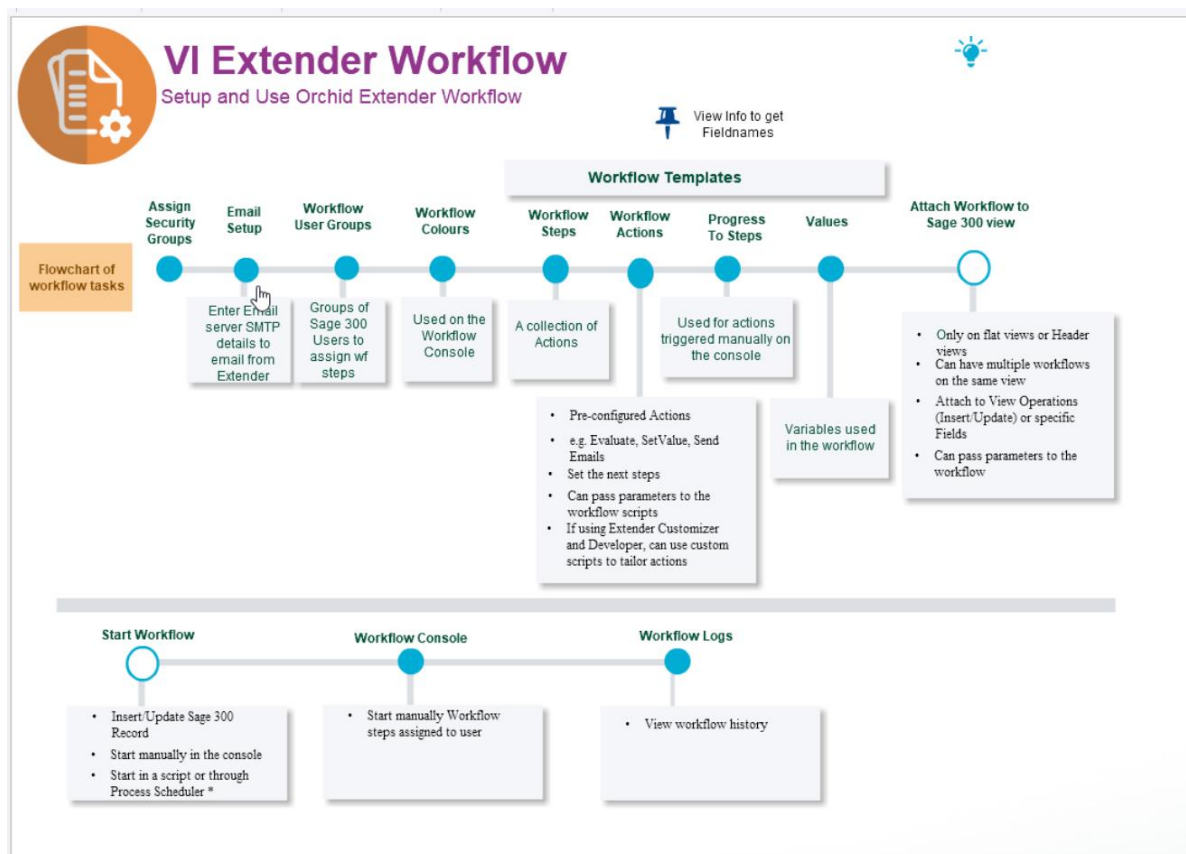 VI Extender Workflow
Setup and Use Orchid Extender Workflow
View Info to get
Fieldnames
Workflow Templates
Assign
Security
Groups
Email
Setup
Workflow
User Groups
Workflow
Colours
Workflow
Steps
Workflow
Actions
Progress
To Steps
Values
Attach Workflow to
Sage 300 view
Flowchart of
workflow tasks
Enter Email
server SMTP
details to
email from
Extender
Groups of
Sage 300
Users to
assign wf
steps
Used on the
Workflow
Console
A collection of
Actions
Used for actions
triggered manually on
the console
• Pre-configured Actions
• e.g. Evaluate, SetValue, Send
Emails
• Set the next steps
• Can pass parameters to the
workflow scripts
• If using Extender Customizer
and Developer, can use custom
scripts to tailor actions
Variables used
in the workflow
• Only on flat views or Header
views
• Can have multiple workflows
on the same view
• Attach to View Operations
(Insert/Update) or specific
Fields
• Can pass parameters to the
workflow
Start Workflow
Workflow Console
Workflow Logs
• Insert/Update Sage 300
Record
• Start manually in the console
• Start in a script or through
Process Scheduler *
• Start manually Workflow
steps assigned to user
• View workflow history